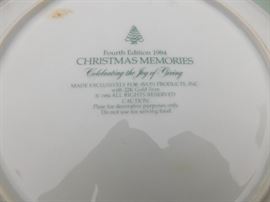 Fourth Edition 1984
CHRISTMAS MEMORIES
Celebrating the Joy of Giving
MADE EXCLUSIVELY FOR AVON PRODUCTS, INC.
with 22K Gold Trim
© 1984 ALL RIGHTS RESERVED
CAUTION:
Plate for decorative purposes only.
Do not use for serving food.